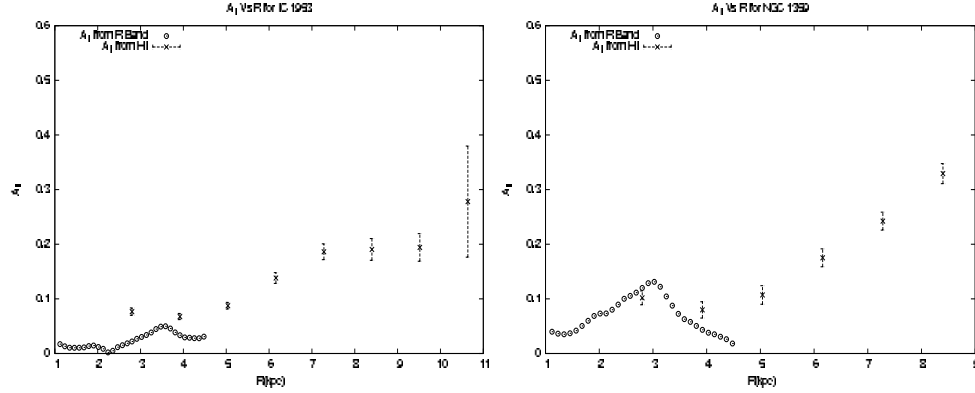 A₁ Vs R for IC 1953
A₁ from R Band
A₁ from HI
0.6
0.5
0.4
0.3
0.2
0.1
0
A₁
1 2 3 4 5 6 7 8 9 10 11
R(kpc)
A₁ Vs R for NGC 1359
A₁ from R Band
A₁ from HI
0.6
0.5
0.4
0.3
0.2
0.1
0
A₁
1 2 3 4 5 6 7 8 9
R(kpc)